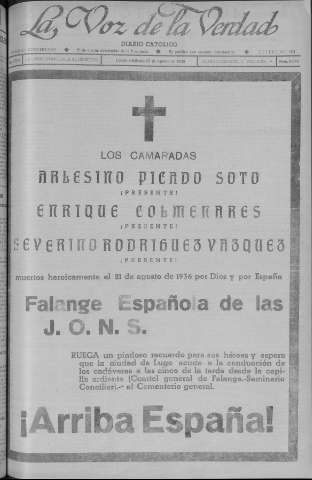 La Voz de la Verdad
DIARIO CATOLICO
LOS CAMARADAS
ARLESINO PICADO SOTO
¡PRESENTE!
ENRIQUE COLMENARES
¡PRESENTE!
SEVERINO RODRIGUEZ VAZQUEZ
¡PRESENTE!
muertos heroicamente el 21 de agosto de 1936 por Dios y por España
Falange Española de las
J. O. N. S.
RUEGA un piadoso recuerdo para sus héroes y espera
que la ciudad de Lugo acuda a la conducción de
los cadáveres a las cinco de la tarde desde la capi-
lla ardiente (Cuartel general de Falange.-Seminario
Conciliar).- al Cementerio general.
¡Arriba España!